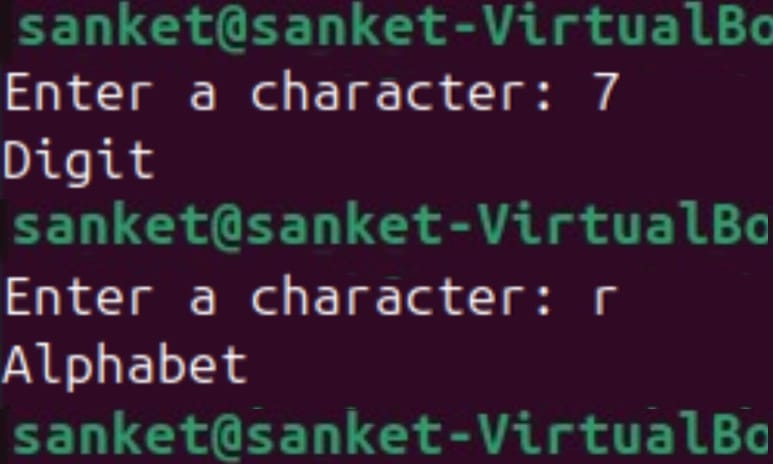 sanket@sanket-VirtualBo
Enter a character: 7
Digit
sanket@sanket-VirtualBo
Enter a character: r
Alphabet
sanket@sanket-VirtualBo